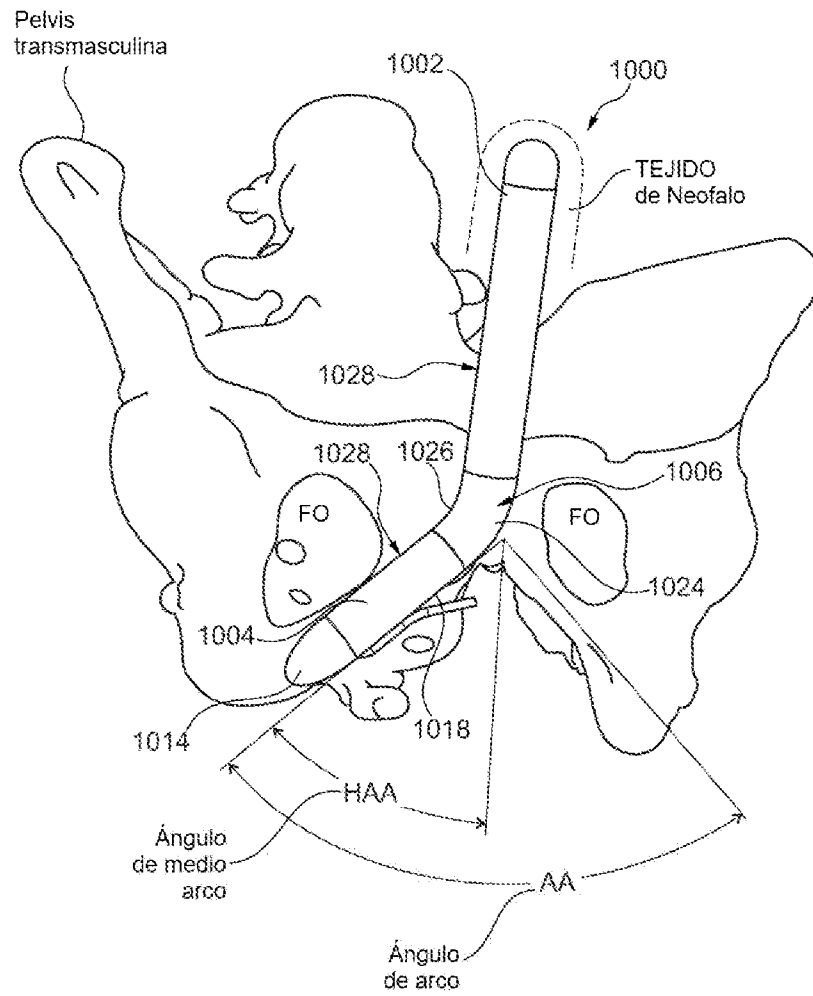 Pelvis
transmasculina
1002
1000
TEJIDO
de Neofalo
1028
1026
1028
1006
FO
FO
1024
1004
1018
1014
HAA
Ángulo
de medio
arco
AA
Ángulo
de arco